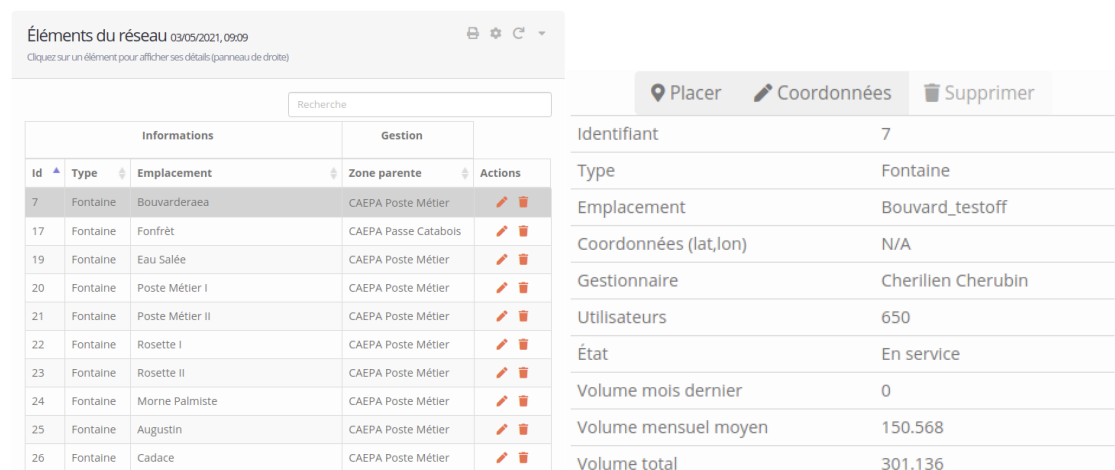 Éléments du réseau 03/05/2021, 09:09
Cliquez sur un élément pour afficher ses détails (panneau de droite)
Recherche
Informations Gestion
Id Type Emplacement Zone parente Actions
7 Fontaine Bouvarderaea CAEPA Poste Métier
17 Fontaine Fonfrèt CAEPA Passe Catabois
19 Fontaine Eau Salée CAEPA Poste Métier
20 Fontaine Poste Métier I CAEPA Poste Métier
21 Fontaine Poste Métier II CAEPA Poste Métier
22 Fontaine Rosette I CAEPA Poste Métier
23 Fontaine Rosette II CAEPA Poste Métier
24 Fontaine Morne Palmiste CAEPA Poste Métier
25 Fontaine Augustin CAEPA Poste Métier
26 Fontaine Cadace CAEPA Poste Métier
Placer Coordonnées Supprimer
Identifiant 7
Type Fontaine
Emplacement Bouvard_testoff
Coordonnées (lat,lon) N/A
Gestionnaire Cherilien Cherubin
Utilisateurs 650
État En service
Volume mois dernier 0
Volume mensuel moyen 150.568
Volume total 301.136